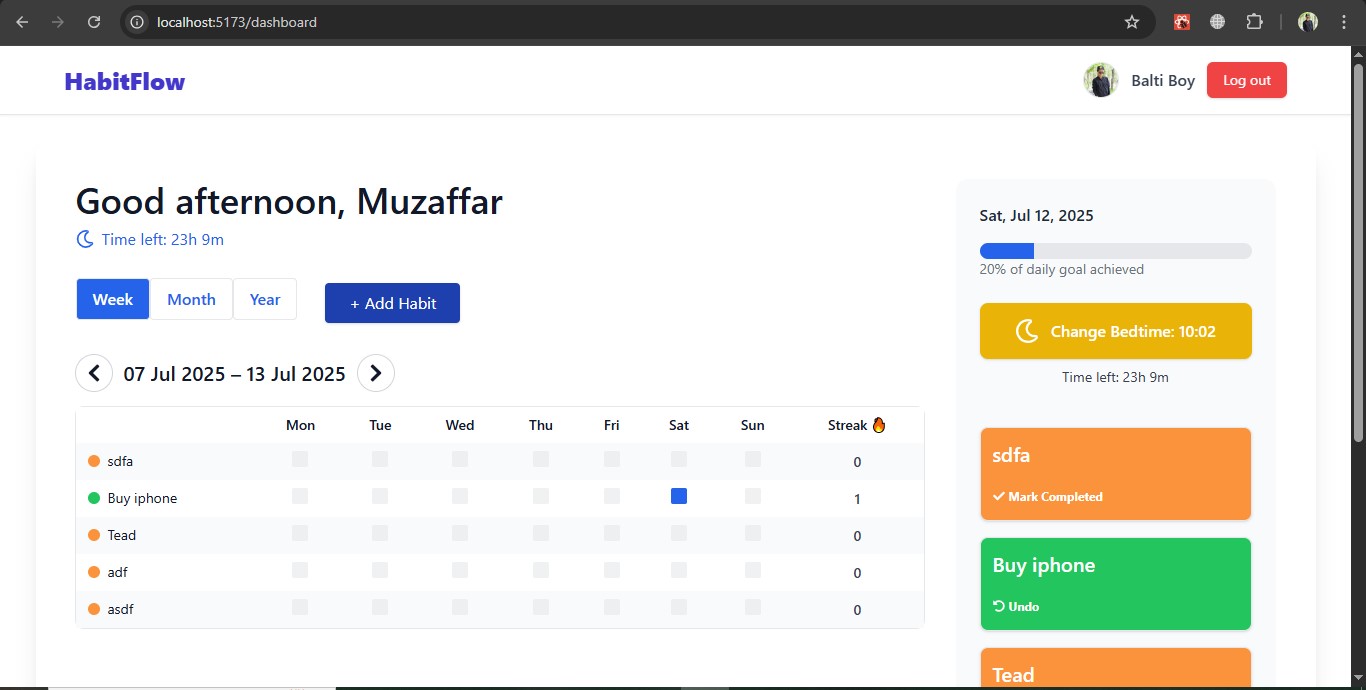 localhost:5173/dashboard
HabitFlow
Balti Boy
Log out
Good afternoon, Muzaffar
Time left: 23h 9m
Week Month Year + Add Habit
07 Jul 2025 – 13 Jul 2025
Mon Tue Wed Thu Fri Sat Sun Streak 🔥
sdfa 0
Buy iphone 1
Tead 0
adf 0
asdf 0
Sat, Jul 12, 2025
20% of daily goal achieved
Change Bedtime: 10:02
Time left: 23h 9m
sdfa
Mark Completed
Buy iphone
Undo
Tead